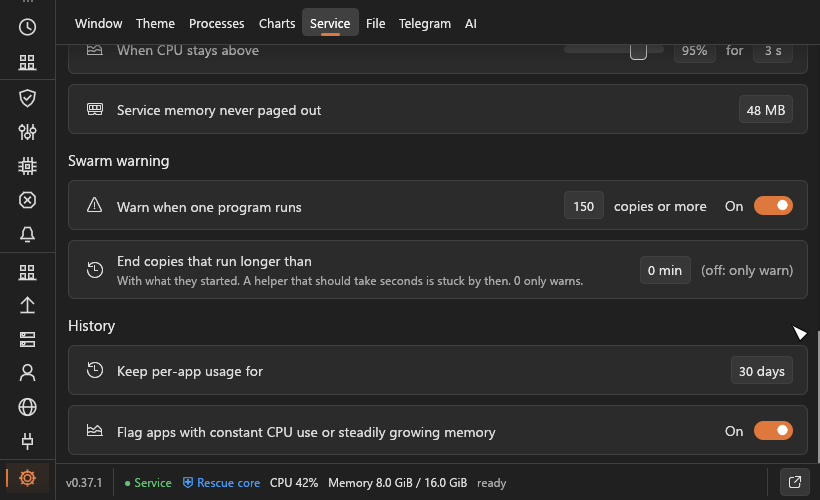 Window Theme Processes Charts Service File Telegram AI
When CPU stays above 95% for 3 s
Service memory never paged out 48 MB
Swarm warning
Warn when one program runs 150 copies or more On
End copies that run longer than
With what they started. A helper that should take seconds is stuck by then. 0 only warns.
0 min (off: only warn)
History
Keep per-app usage for 30 days
Flag apps with constant CPU use or steadily growing memory On
v0.37.1 Service Rescue core CPU 42% Memory 8.0 GiB / 16.0 GiB ready